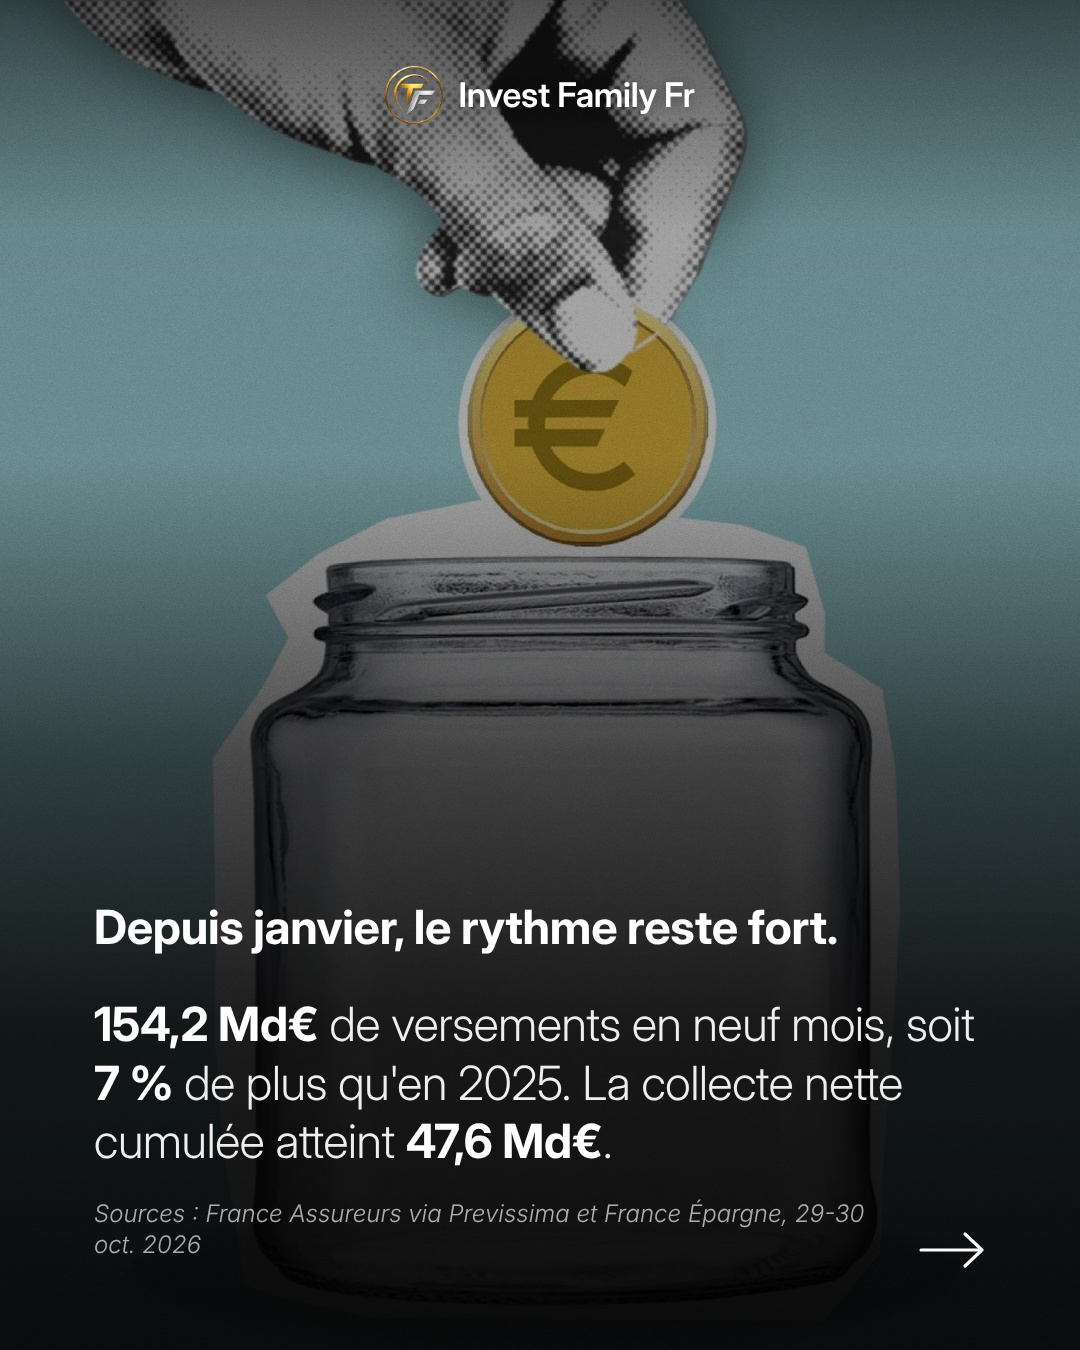 Invest Family Fr
Depuis janvier, le rythme reste fort.
154,2 Md€ de versements en neuf mois, soit
7 % de plus qu'en 2025. La collecte nette
cumulée atteint 47,6 Md€.
Sources : France Assureurs via Previssima et France Épargne, 29-30
oct. 2026